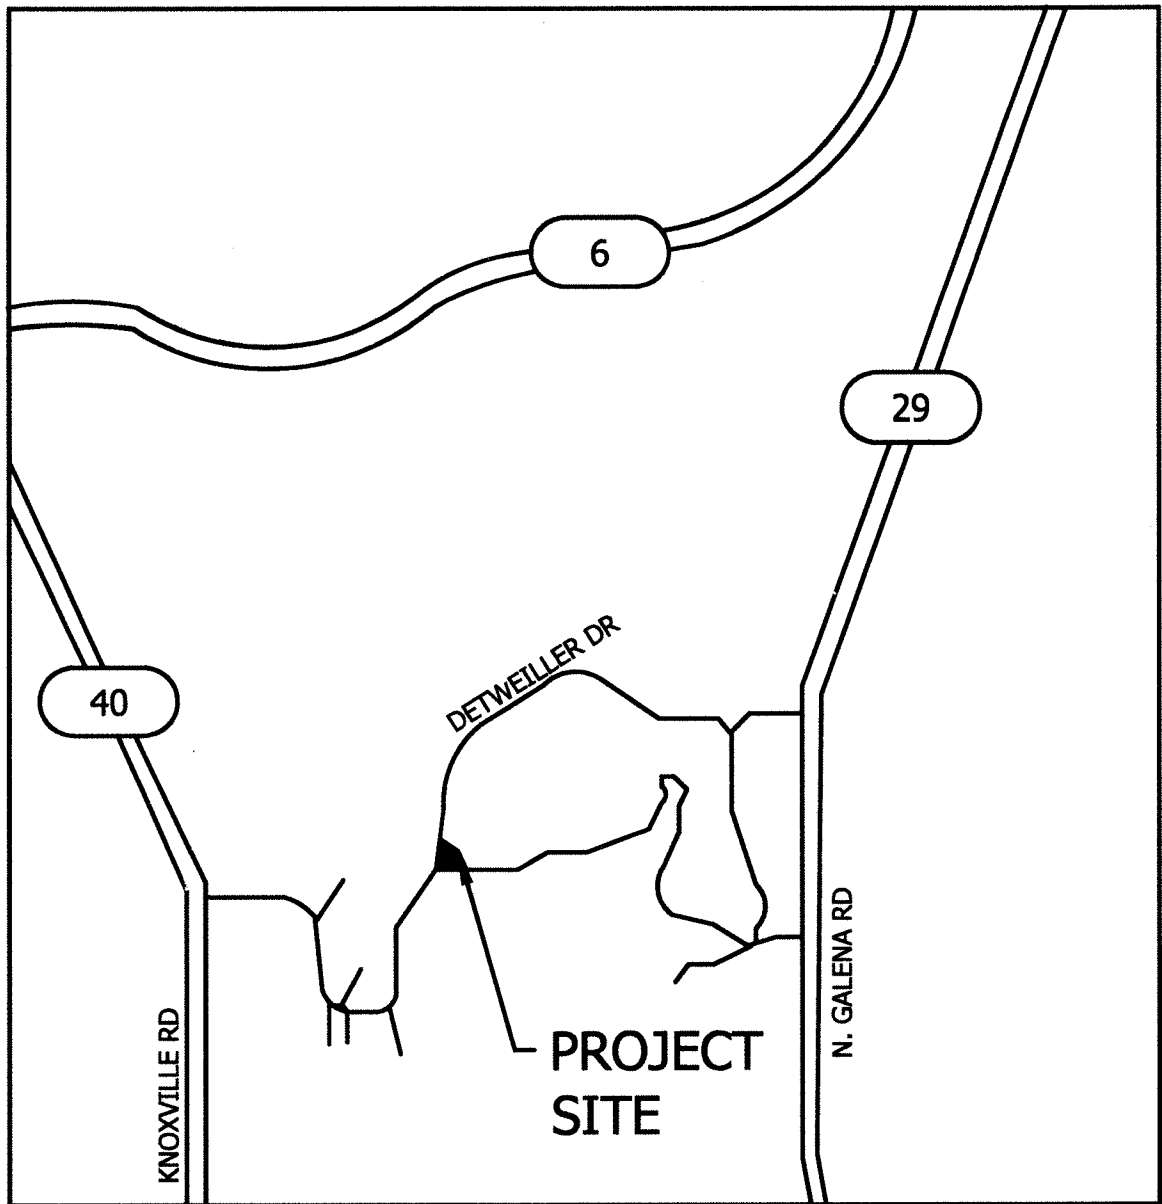 6
29
DETWEILLER DR
40
N. GALENA RD
KNOXVILLE RD
PROJECT
SITE